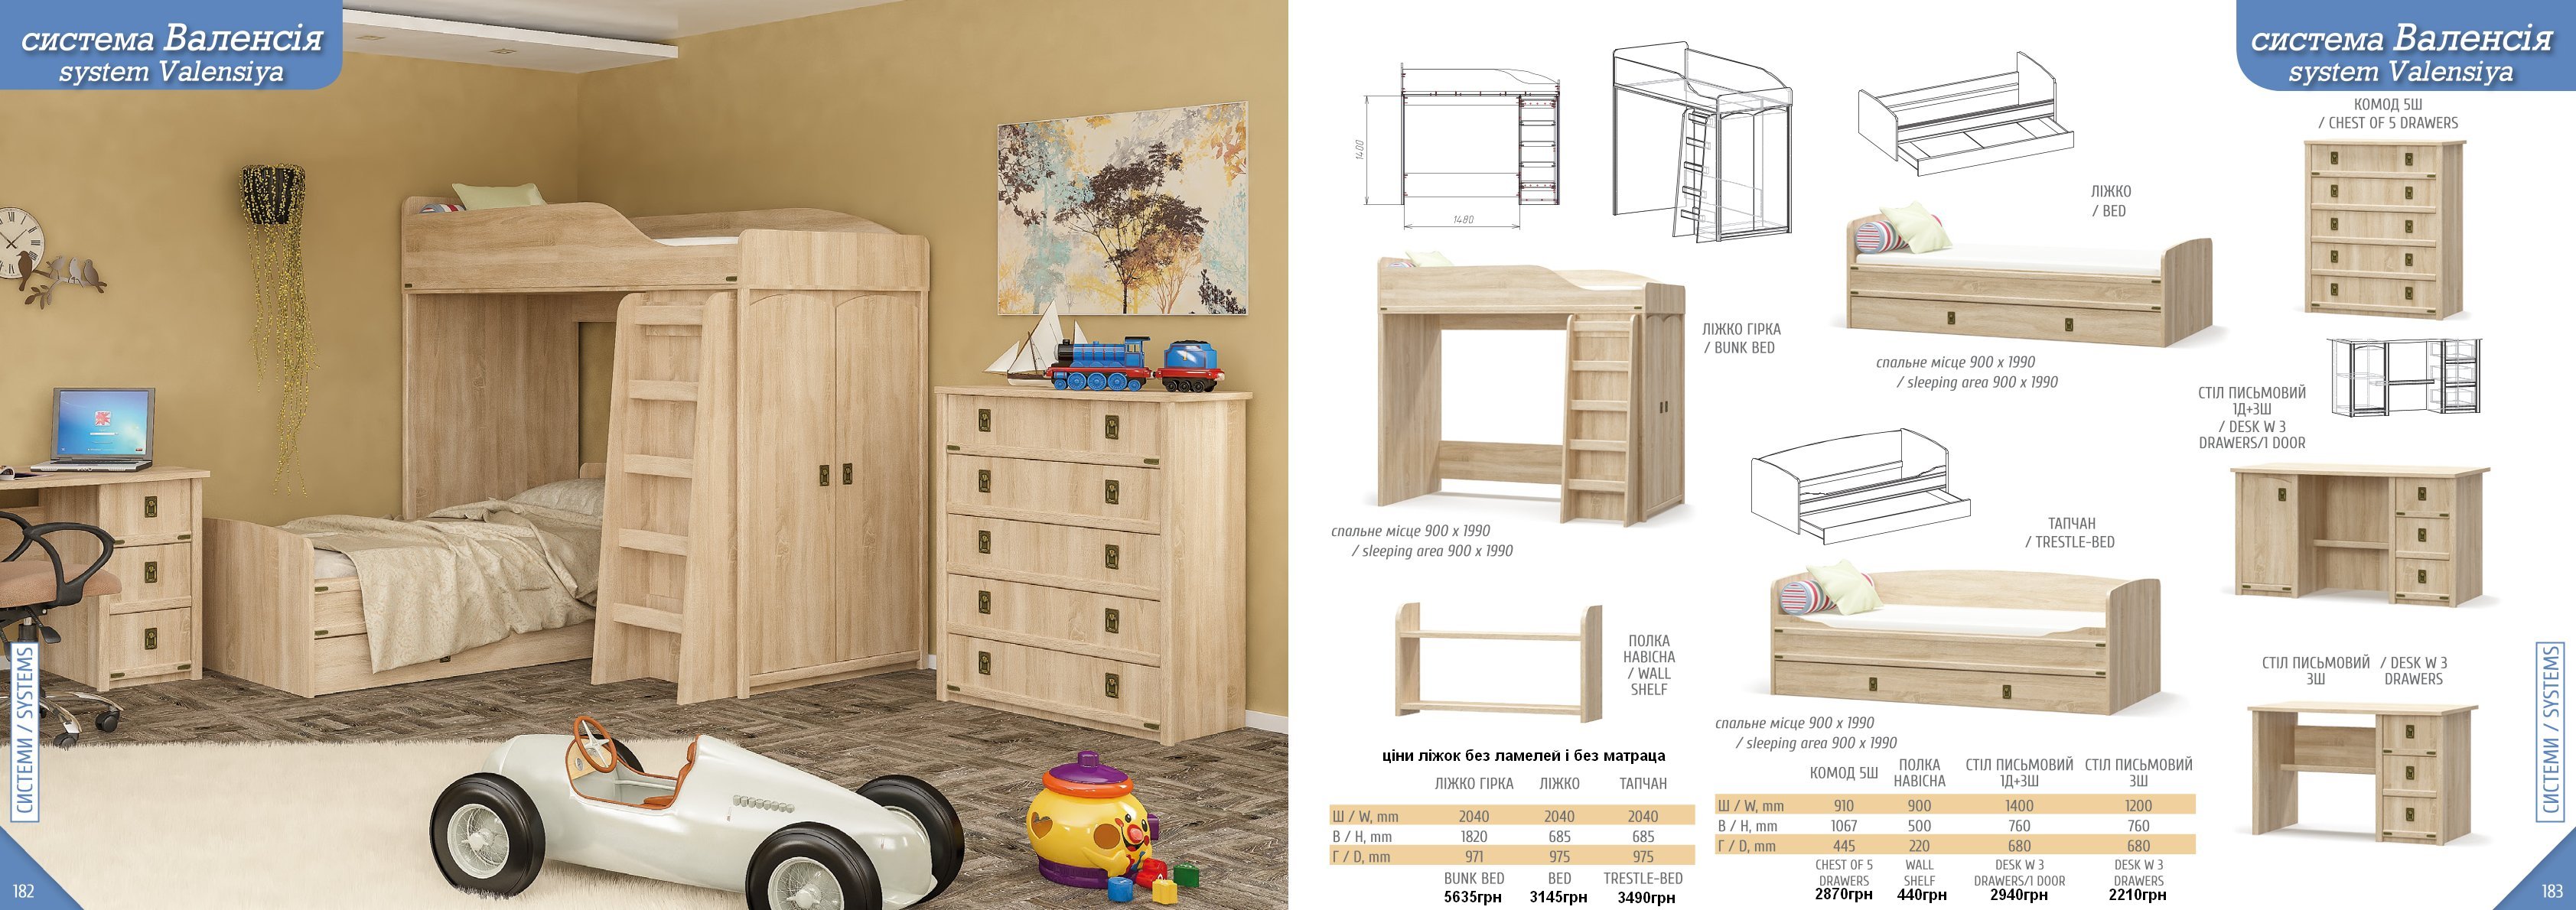 система Валенсія
system Valensiya
СИСТЕМИ / SYSTEMS
182
система Валенсія
system Valensiya
КОМОД 5Ш
/ CHEST OF 5 DRAWERS
1400
1480
ЛІЖКО
/ BED
спальне місце 900 х 1990
/ sleeping area 900 x 1990
ЛІЖКО ГІРКА
/ BUNK BED
спальне місце 900 х 1990
/ sleeping area 900 x 1990
СТІЛ ПИСЬМОВИЙ
1Д+3Ш
/ DESK W 3
DRAWERS/1 DOOR
ТАПЧАН
/ TRESTLE-BED
спальне місце 900 х 1990
/ sleeping area 900 x 1990
ПОЛКА
НАВІСНА
/ WALL
SHELF
СТІЛ ПИСЬМОВИЙ / DESK W 3
3Ш DRAWERS
ціни ліжок без ламелей і без матраца
ЛІЖКО ГІРКА ЛІЖКО ТАПЧАН
Ш / W, mm 2040 2040 2040
В / H, mm 1820 685 685
Г / D, mm 971 975 975
BUNK BED BED TRESTLE-BED
5635грн 3145грн 3490грн
КОМОД 5Ш ПОЛКА НАВІСНА СТІЛ ПИСЬМОВИЙ 1Д+3Ш СТІЛ ПИСЬМОВИЙ 3Ш
Ш / W, mm 910 900 1400 1200
В / H, mm 1067 500 760 760
Г / D, mm 445 220 680 680
CHEST OF 5 WALL DESK W 3 DESK W 3
DRAWERS SHELF DRAWERS/1 DOOR DRAWERS
2870грн 440грн 2940грн 2210грн
СИСТЕМИ / SYSTEMS
183